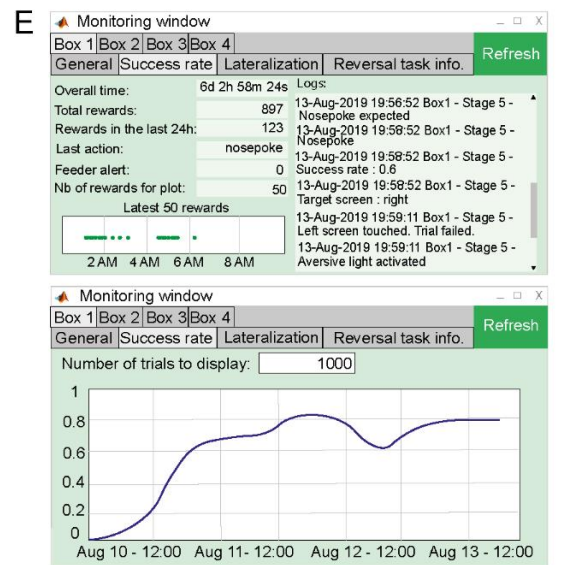 E
Monitoring window
Box 1 Box 2 Box 3 Box 4
Refresh
General Success rate Lateralization Reversal task info.
Overall time: 6d 2h 58m 24s
Total rewards: 897
Rewards in the last 24h: 123
Last action: nosepoke
Feeder alert: 0
Nb of rewards for plot: 50
Latest 50 rewards
2 AM 4 AM 6 AM 8 AM
Logs:
13-Aug-2019 19:56:52 Box1 - Stage 5 -
Nosepoke expected
13-Aug-2019 19:58:52 Box1 - Stage 5 -
Nosepoke
13-Aug-2019 19:58:52 Box1 - Stage 5 -
Success rate : 0.6
13-Aug-2019 19:58:52 Box1 - Stage 5 -
Target screen : right
13-Aug-2019 19:59:11 Box1 - Stage 5 -
Left screen touched. Trial failed.
13-Aug-2019 19:59:11 Box1 - Stage 5 -
Aversive light activated
Monitoring window
Box 1 Box 2 Box 3 Box 4
Refresh
General Success rate Lateralization Reversal task info.
Number of trials to display: 1000
1
0.8
0.6
0.4
0.2
0
Aug 10 - 12:00 Aug 11- 12:00 Aug 12 - 12:00 Aug 13 - 12:00